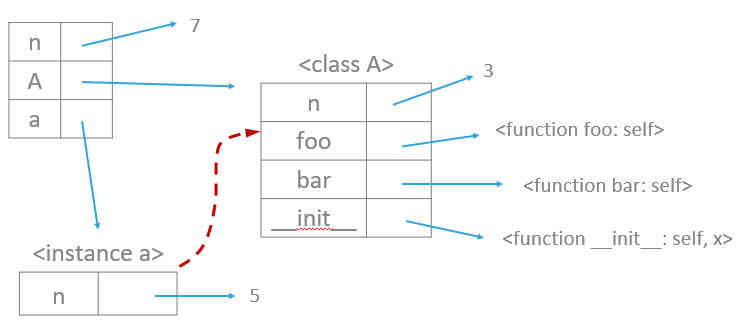 n
7
A
a
<class A>
n
3
foo
<function foo: self>
bar
<function bar: self>
__init__
<function __init__: self, x>
<instance a>
n
5